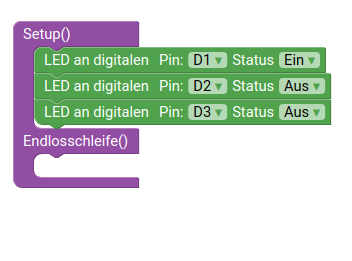 Setup()
LED an digitalen Pin: D1 Status Ein
LED an digitalen Pin: D2 Status Aus
LED an digitalen Pin: D3 Status Aus
Endlosschleife()